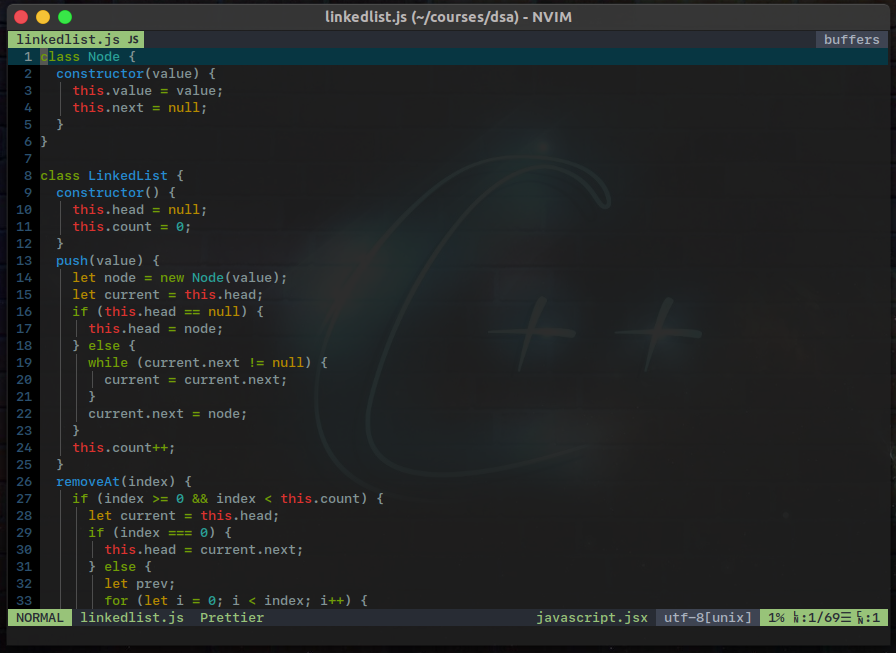 linkedlist.js (~/courses/dsa) - NVIM
linkedlist.js JS buffers
1 class Node {
2   constructor(value) {
3     this.value = value;
4     this.next = null;
5   }
6 }
7
8 class LinkedList {
9   constructor() {
10     this.head = null;
11     this.count = 0;
12   }
13   push(value) {
14     let node = new Node(value);
15     let current = this.head;
16     if (this.head == null) {
17       this.head = node;
18     } else {
19       while (current.next != null) {
20         current = current.next;
21       }
22       current.next = node;
23     }
24     this.count++;
25   }
26   removeAt(index) {
27     if (index >= 0 && index < this.count) {
28       let current = this.head;
29       if (index === 0) {
30         this.head = current.next;
31       } else {
32         let prev;
33         for (let i = 0; i < index; i++) {
C++
NORMAL linkedlist.js Prettier javascript.jsx utf-8[unix] 1% LN:1/69☰ CN:1